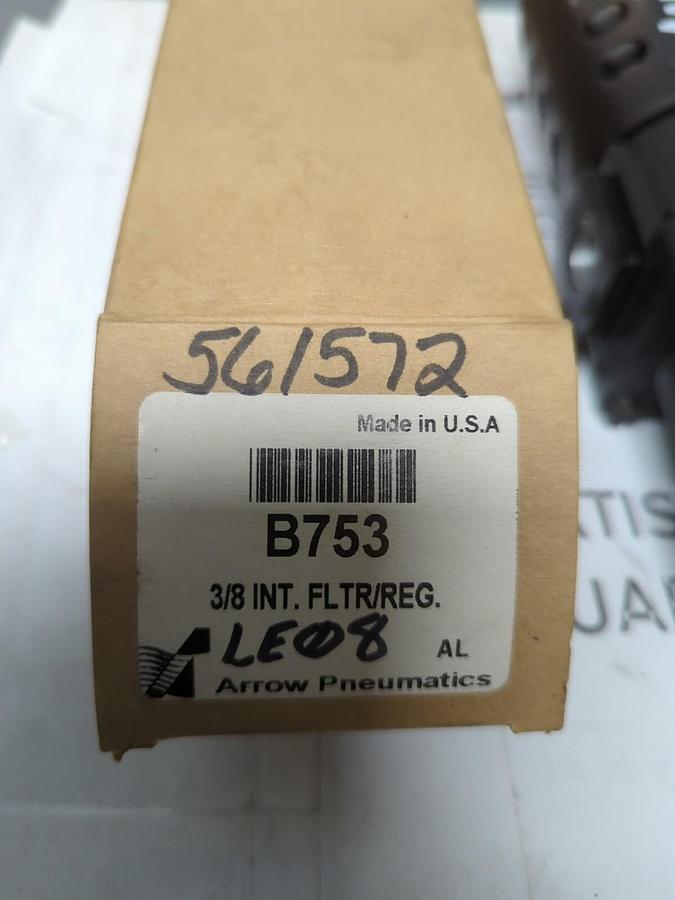 561572
Made in U.S.A
B753
3/8 INT. FLTR/REG.
LE08 AL
Arrow Pneumatics